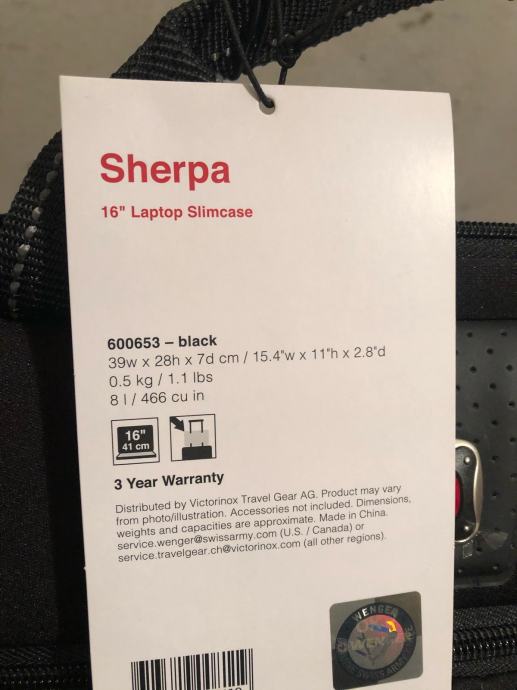 Sherpa
16" Laptop Slimcase
600653 – black
39w x 28h x 7d cm / 15.4"w x 11"h x 2.8"d
0.5 kg / 1.1 lbs
8 l / 466 cu in
16"
41 cm
3 Year Warranty
Distributed by Victorinox Travel Gear AG. Product may vary
from photo/illustration. Accessories not included. Dimensions,
weights and capacities are approximate. Made in China.
service.wenger@swissarmy.com (U.S. / Canada) or
service.travelgear.ch@victorinox.com (all other regions).
WENGER